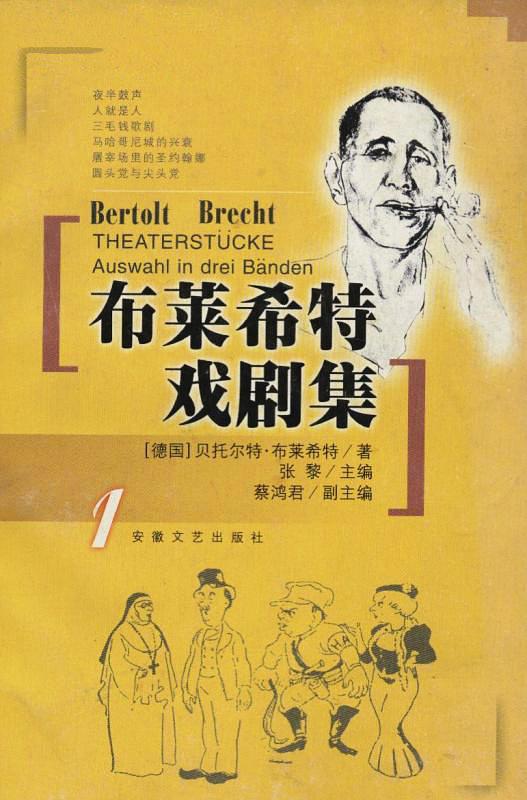 夜半鼓声
人就是人
三毛钱歌剧
马哈哥尼城的兴衰
屠宰场里的圣约翰娜
圆头党与尖头党
Bertolt Brecht
THEATERSTÜCKE
Auswahl in drei Bänden
布莱希特
戏剧集
[德国]贝托尔特·布莱希特/著
张 黎/主编
蔡鸿君/副主编
1
安徽文艺出版社
HA